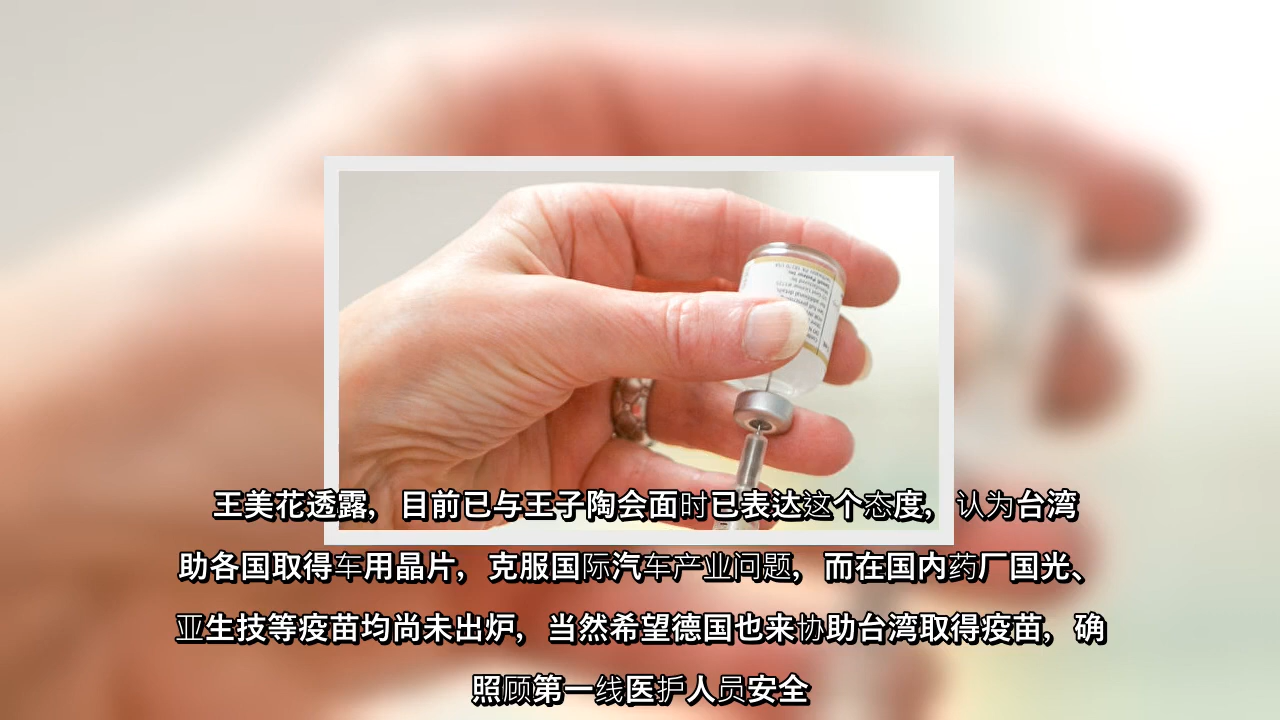 王美花透露，目前已与王子陶会面时已表达这个态度，认为台湾
助各国取得车用晶片，克服国际汽车产业问题，而在国内药厂国光、
亚生技等疫苗均尚未出炉，当然希望德国也来协助台湾取得疫苗，确
照顾第一线医护人员安全